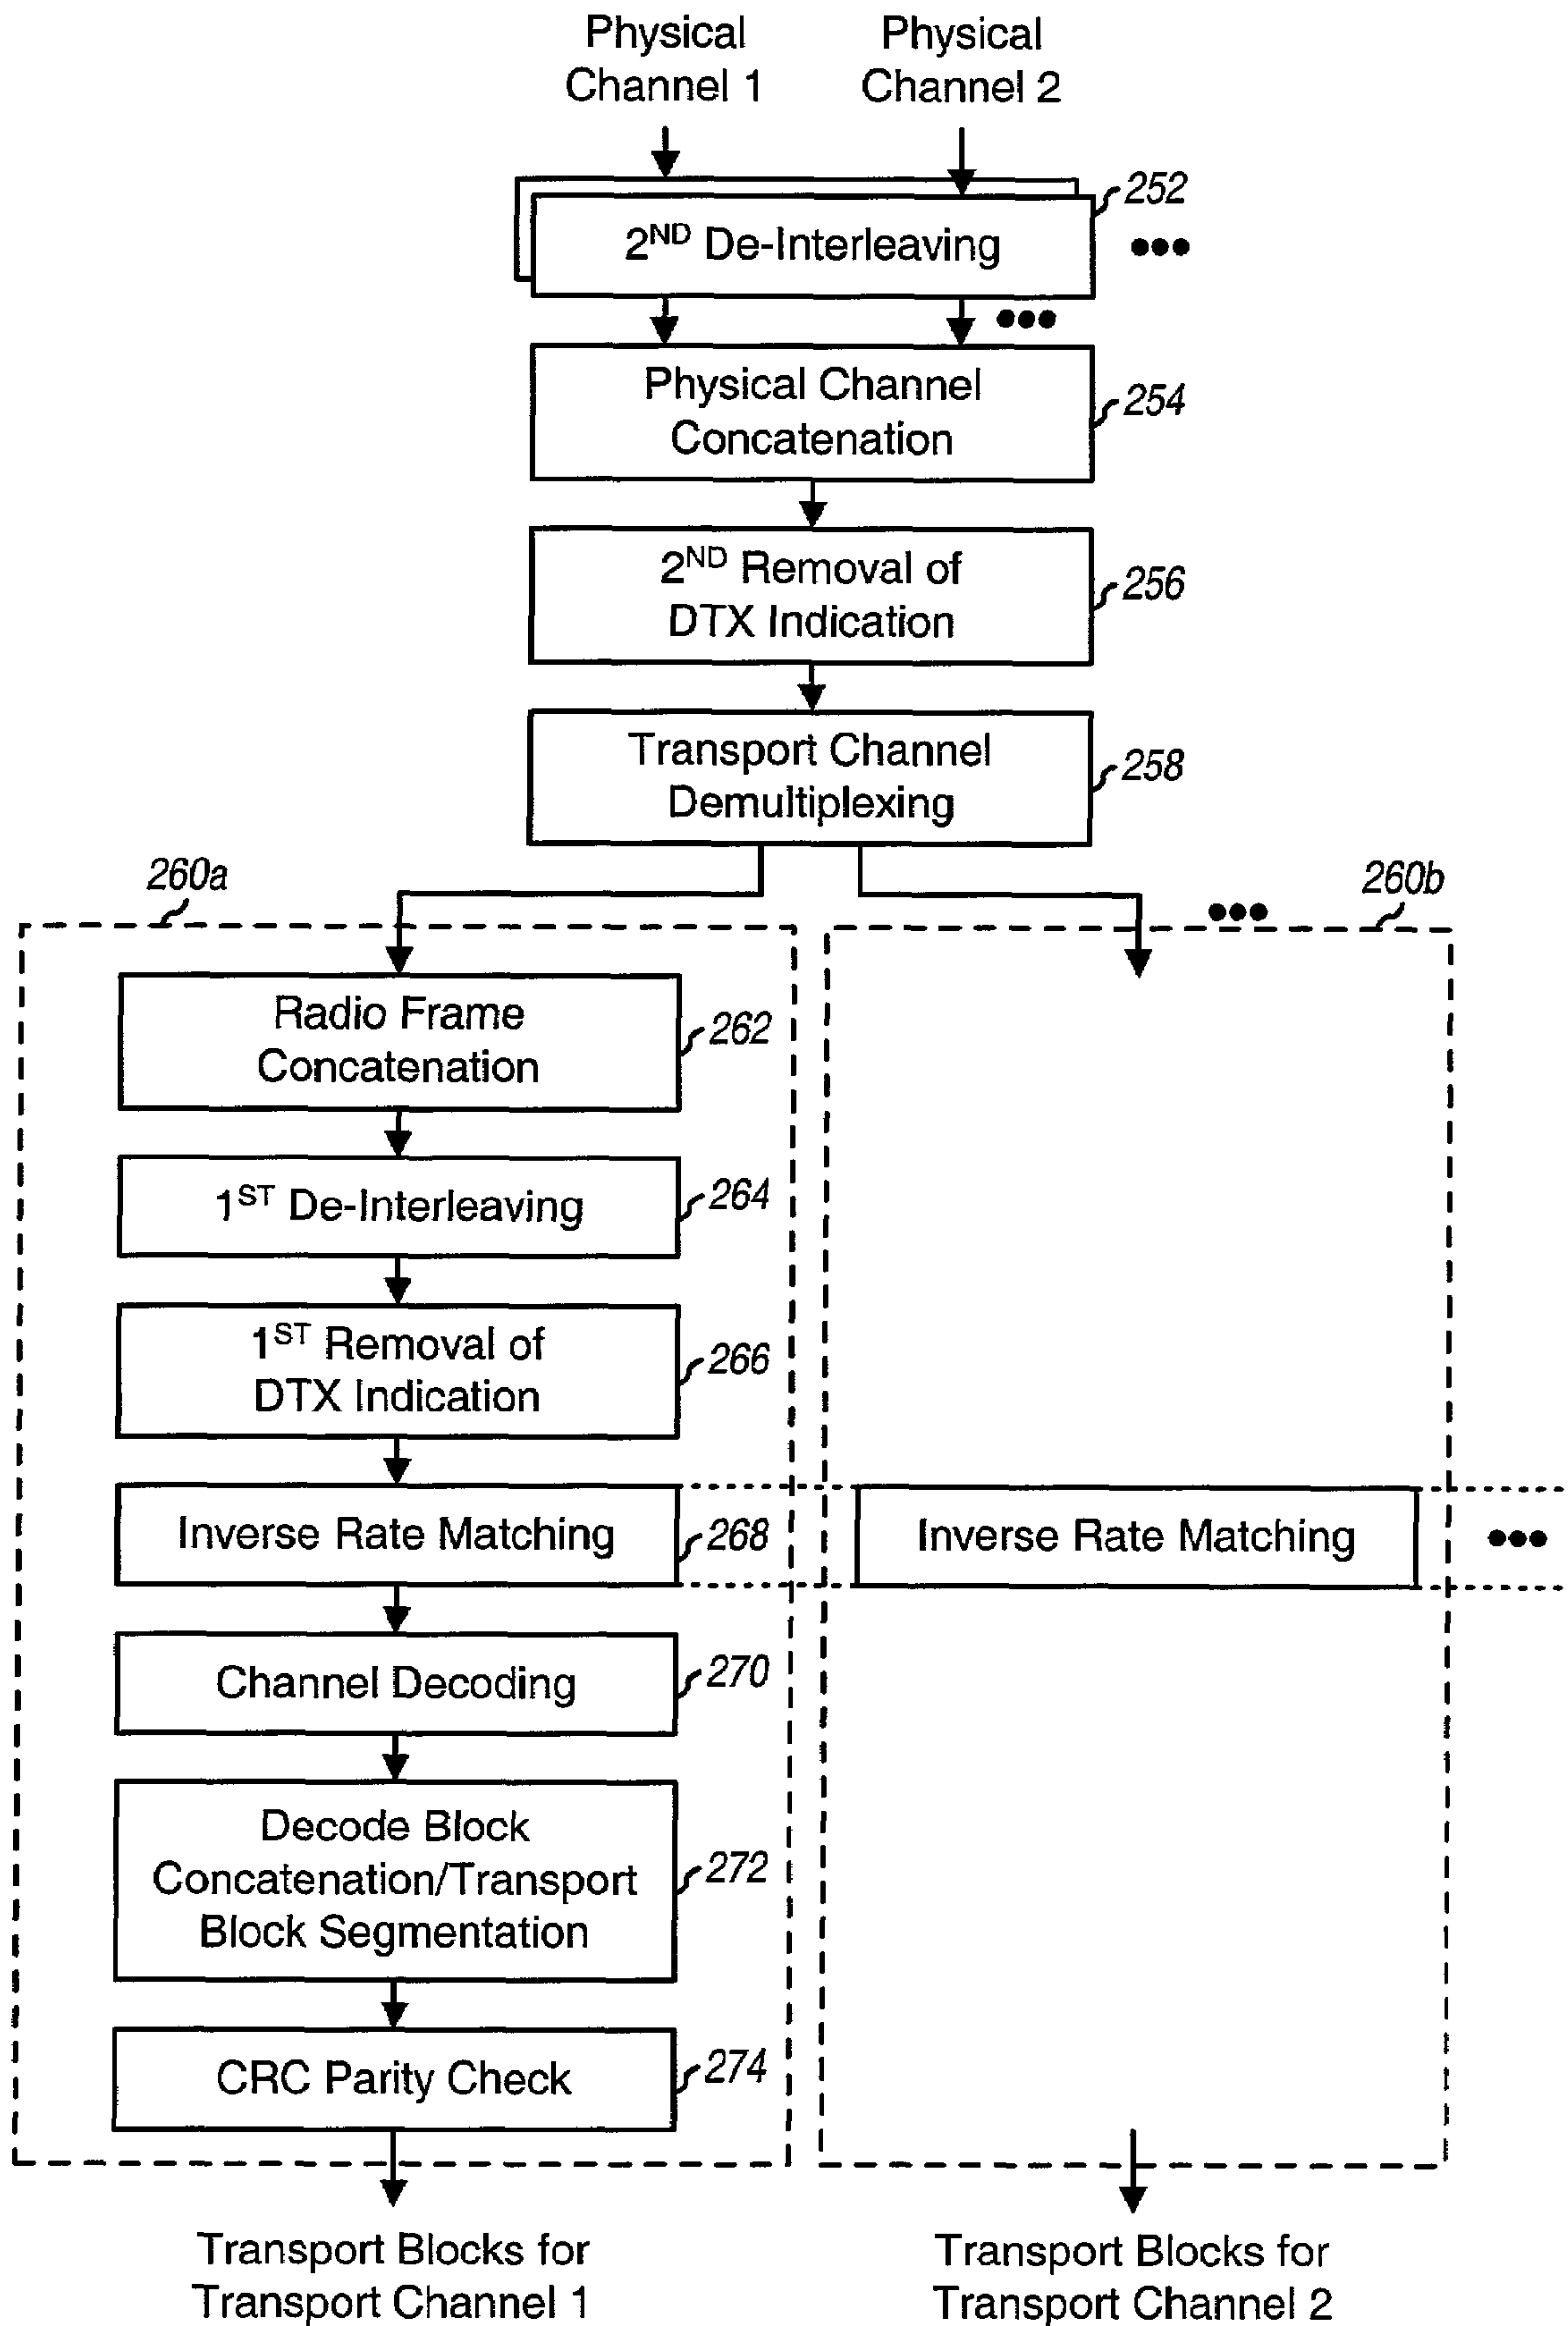 Physical
Channel 1
Physical
Channel 2
252
2ND De-Interleaving
Physical Channel
Concatenation
254
2ND Removal of
DTX Indication
256
Transport Channel
Demultiplexing
258
260a
260b
Radio Frame
Concatenation
262
1ST De-Interleaving
264
1ST Removal of
DTX Indication
266
Inverse Rate Matching
268
Inverse Rate Matching
Channel Decoding
270
Decode Block
Concatenation/Transport
Block Segmentation
272
CRC Parity Check
274
Transport Blocks for
Transport Channel 1
Transport Blocks for
Transport Channel 2